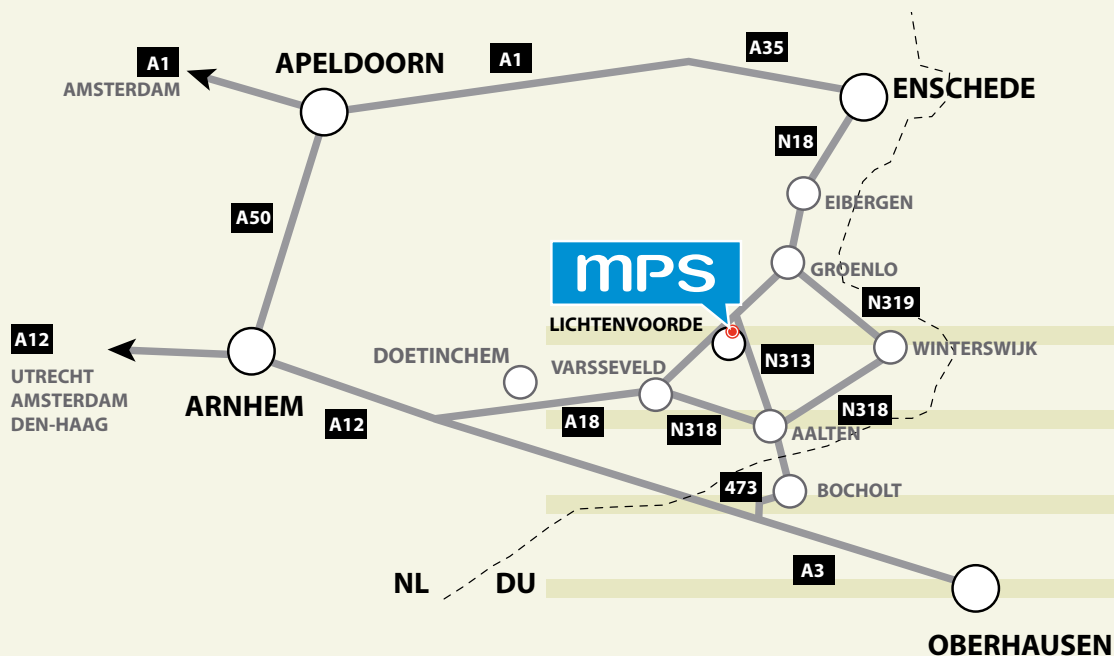 A1
AMSTERDAM
APELDOORN
A1
A35
ENSCHEDE
N18
EIBERGEN
A50
GROENLO
mPS
N319
LICHTENVOORDE
A12
UTRECHT
AMSTERDAM
DEN-HAAG
DOETINCHEM
VARSSEVELD
N313
WINTERSWIJK
ARNHEM
A12
A18
N318
N318
AALTEN
473
BOCHOLT
NL
DU
A3
OBERHAUSEN